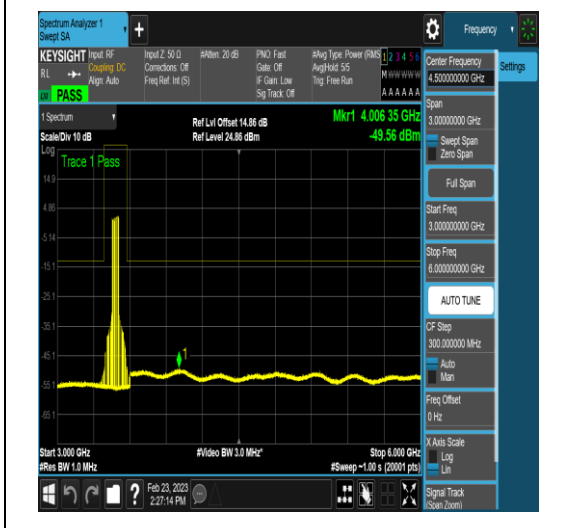 Spectrum Analyzer 1
Swept SA
Frequency
KEYSIGHT
Input: RF
Coupling: DC
Align: Auto
Input Z: 50 Ω
Corrections: Off
Freq Ref: Int (S)
#Atten: 20 dB
PNO: Fast
Gate: Off
IF Gain: Low
Sig Track: Off
#Avg Type: Power (RMS
Avg|Hold: 5/5
Trig: Free Run
1 2 3 4 5 6
M W W W W W
A A A A A A
RL
PASS
1 Spectrum
Scale/Div 10 dB
Ref Lvl Offset 14.86 dB
Ref Level 24.86 dBm
Mkr1 4.006 35 GHz
-49.56 dBm
Log
Trace 1 Pass
14.9
4.86
-5.14
-15.1
-25.1
-35.1
-45.1
-55.1
-65.1
1
Start 3.000 GHz
#Res BW 1.0 MHz
#Video BW 3.0 MHz*
Stop 6.000 GHz
#Sweep ~1.00 s (20001 pts)
Feb 23, 2023
2:27:14 PM
Center Frequency
4.500000000 GHz
Settings
Span
3.00000000 GHz
Swept Span
Zero Span
Full Span
Start Freq
3.000000000 GHz
Stop Freq
6.000000000 GHz
AUTO TUNE
CF Step
300.000000 MHz
Auto
Man
Freq Offset
0 Hz
X Axis Scale
Log
Lin
Signal Track
(Span Zoom)